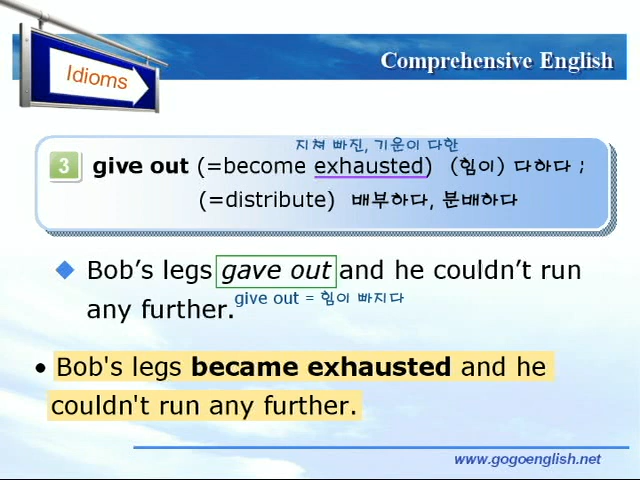 Idioms
Comprehensive English
지쳐 빠진, 기운이 다한
3 give out (=become exhausted) (힘이) 다하다 ;
(=distribute) 배부하다, 분배하다
◆ Bob’s legs gave out and he couldn’t run
any further.
give out = 힘이 빠지다
• Bob's legs became exhausted and he
couldn't run any further.
www.gogoenglish.net